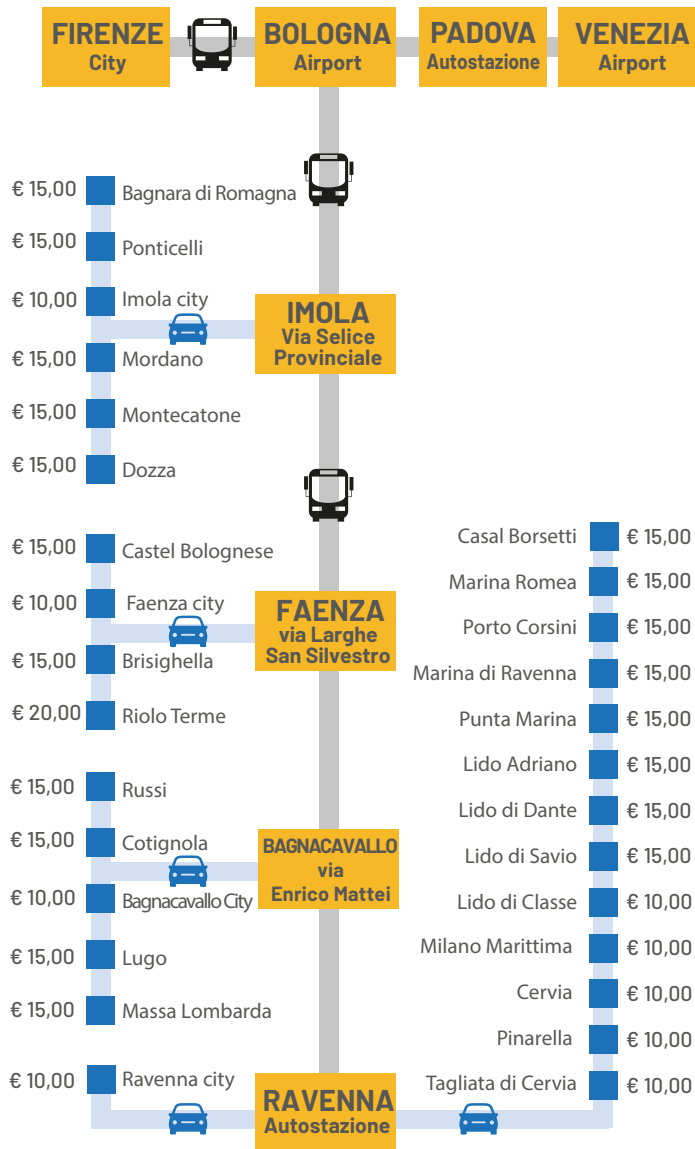 FIRENZE
City
BOLOGNA
Airport
PADOVA
Autostazione
VENEZIA
Airport
€ 15,00 Bagnara di Romagna
€ 15,00 Ponticelli
€ 10,00 Imola city
€ 15,00 Mordano
€ 15,00 Montecatone
€ 15,00 Dozza
IMOLA
Via Selice
Provinciale
€ 15,00 Castel Bolognese
€ 10,00 Faenza city
€ 15,00 Brisighella
€ 20,00 Riolo Terme
FAENZA
via Larghe
San Silvestro
€ 15,00 Russi
€ 15,00 Cotignola
€ 10,00 Bagnacavallo City
€ 15,00 Lugo
€ 15,00 Massa Lombarda
BAGNACAVALLO
via
Enrico Mattei
€ 10,00 Ravenna city
RAVENNA
Autostazione
Casal Borsetti € 15,00
Marina Romea € 15,00
Porto Corsini € 15,00
Marina di Ravenna € 15,00
Punta Marina € 15,00
Lido Adriano € 15,00
Lido di Dante € 15,00
Lido di Savio € 15,00
Lido di Classe € 10,00
Milano Marittima € 10,00
Cervia € 10,00
Pinarella € 10,00
Tagliata di Cervia € 10,00